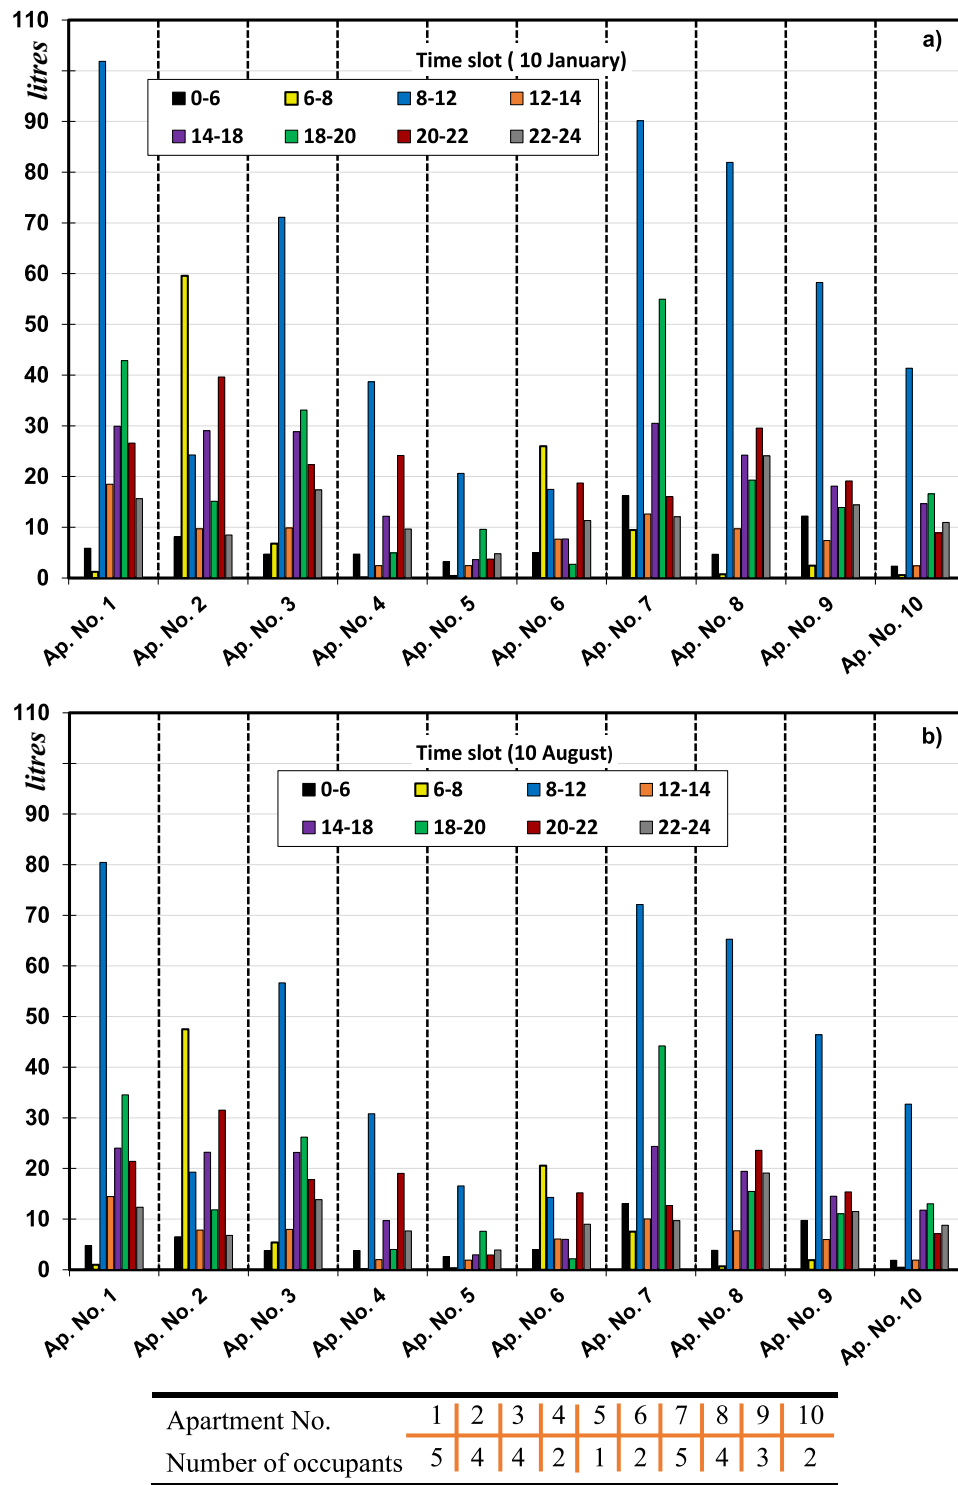 110
a)
litres
Time slot ( 10 January)
0-6 6-8 8-12 12-14
14-18 18-20 20-22 22-24
90
80
70
60
50
40
30
20
10
0
Ap. No. 1 Ap. No. 2 Ap. No. 3 Ap. No. 4 Ap. No. 5 Ap. No. 6 Ap. No. 7 Ap. No. 8 Ap. No. 9 Ap. No. 10
110
b)
litres
Time slot (10 August)
0-6 6-8 8-12 12-14
14-18 18-20 20-22 22-24
90
80
70
60
50
40
30
20
10
0
Ap. No. 1 Ap. No. 2 Ap. No. 3 Ap. No. 4 Ap. No. 5 Ap. No. 6 Ap. No. 7 Ap. No. 8 Ap. No. 9 Ap. No. 10
Apartment No. 1 2 3 4 5 6 7 8 9 10
Number of occupants 5 4 4 2 1 2 5 4 3 2